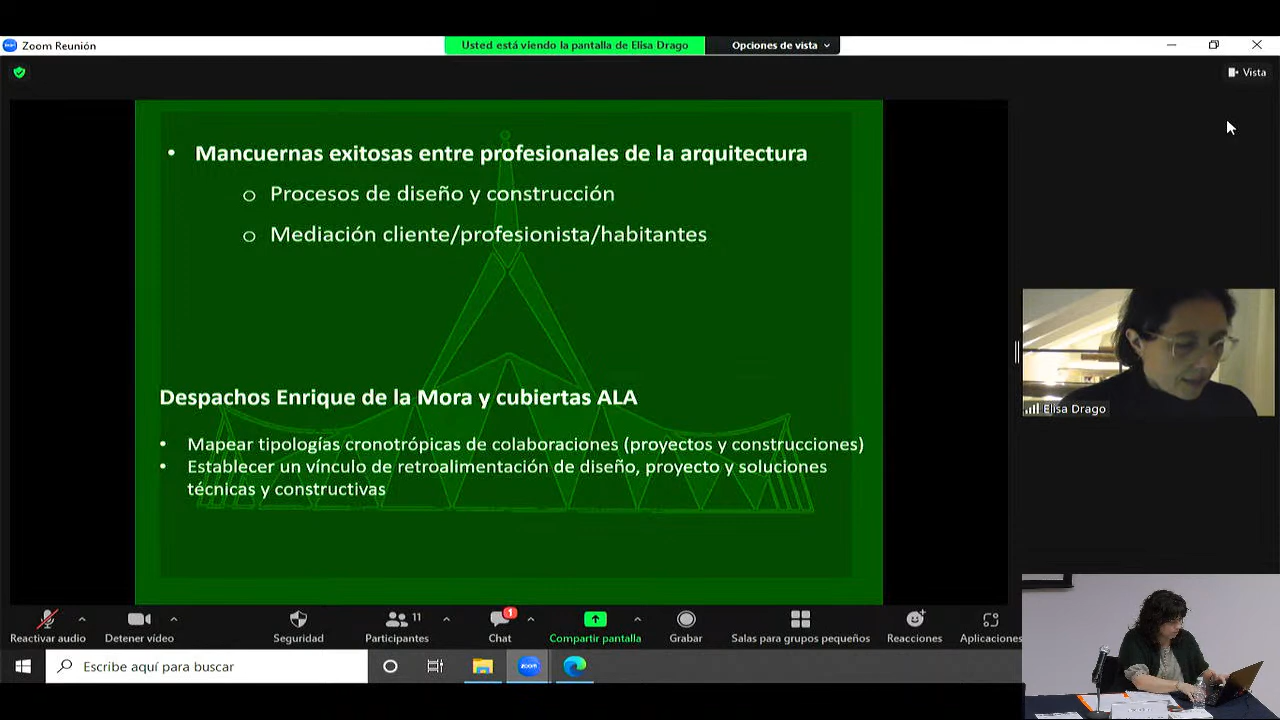 Zoom Reunión
Usted está viendo la pantalla de Elisa Drago
Opciones de vista
Vista
• Mancuernas exitosas entre profesionales de la arquitectura
o Procesos de diseño y construcción
o Mediación cliente/profesionista/habitantes
Despachos Enrique de la Mora y cubiertas ALA
• Mapear tipologías cronotrópicas de colaboraciones (proyectos y construcciones)
• Establecer un vínculo de retroalimentación de diseño, proyecto y soluciones
técnicas y constructivas
Elisa Drago
11
1
Reactivar audio
Detener vídeo
Seguridad
Participantes
Chat
Compartir pantalla
Grabar
Salas para grupos pequeños
Reacciones
Aplicaciones
Escribe aquí para buscar
zoom